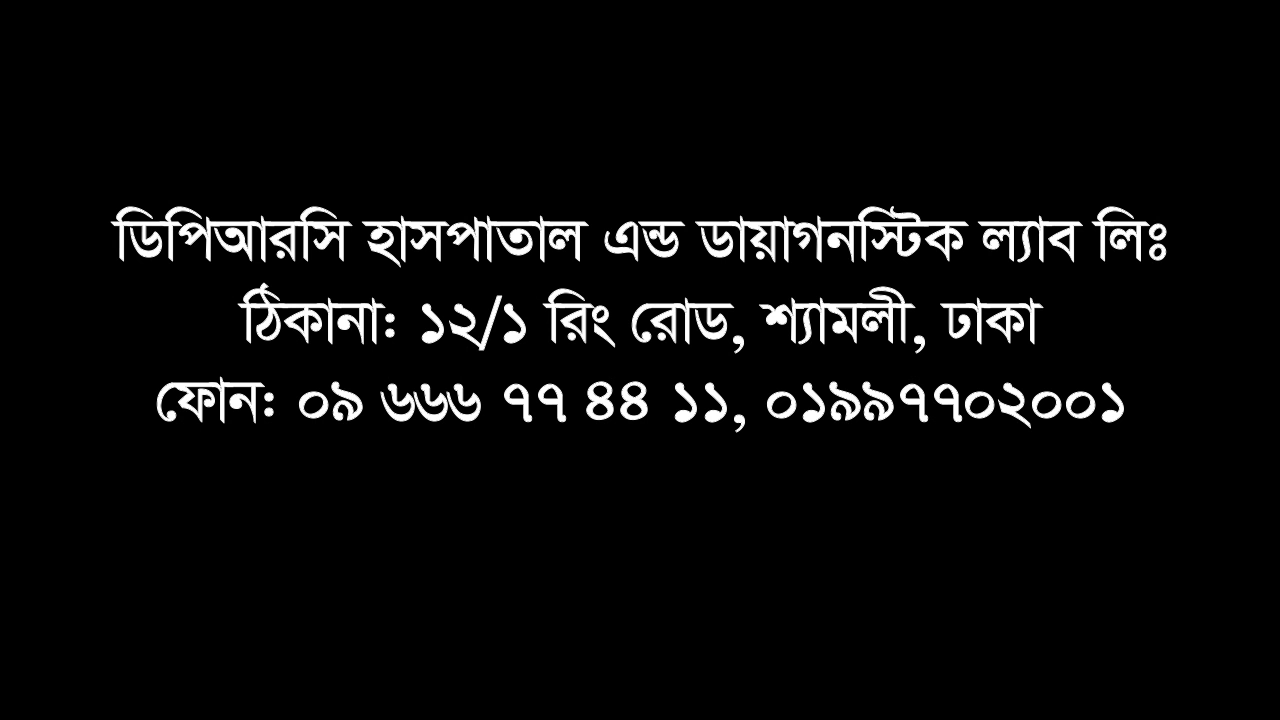 ডিপিআরসি হাসপাতাল এন্ড ডায়াগনস্টিক ল্যাব লিঃ
ঠিকানা: ১২/১ রিং রোড, শ্যামলী, ঢাকা
ফোন: ০৯ ৬৬৬ ৭৭ ৪৪ ১১, ০১৯৯৭৭০২০০১